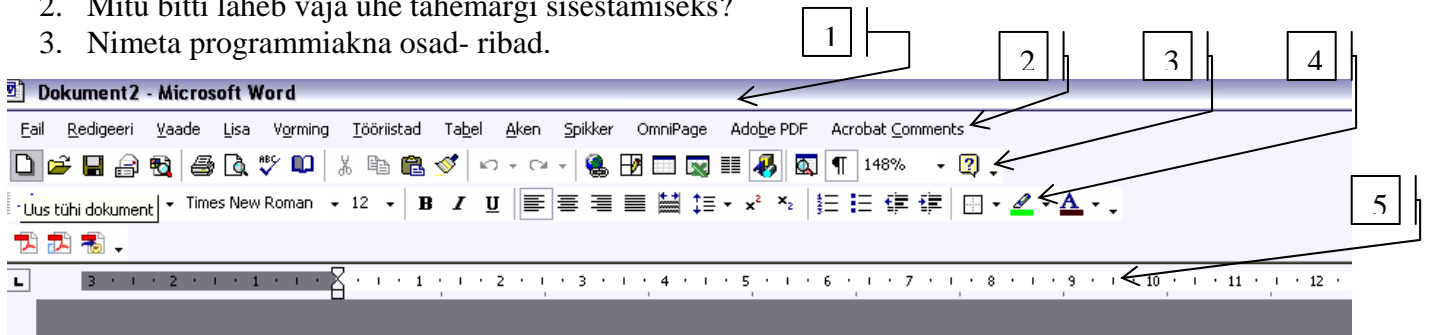 2. Mitu bitti läheb vaja ühe tähemärgi sisestamiseks?
3. Nimeta programmiakna osad- ribad.
1
2
3
4
Dokument2 - Microsoft Word
Fail Redigeeri Vaade Lisa Vorming Tööriistad Tabel Aken Spikker OmniPage Adobe PDF Acrobat Comments
ABC 148%
Uus tühi dokument Times New Roman 12 B I U x² x₂ A
5
L 3 2 1 1 2 3 4 5 6 7 8 9 10 11 12